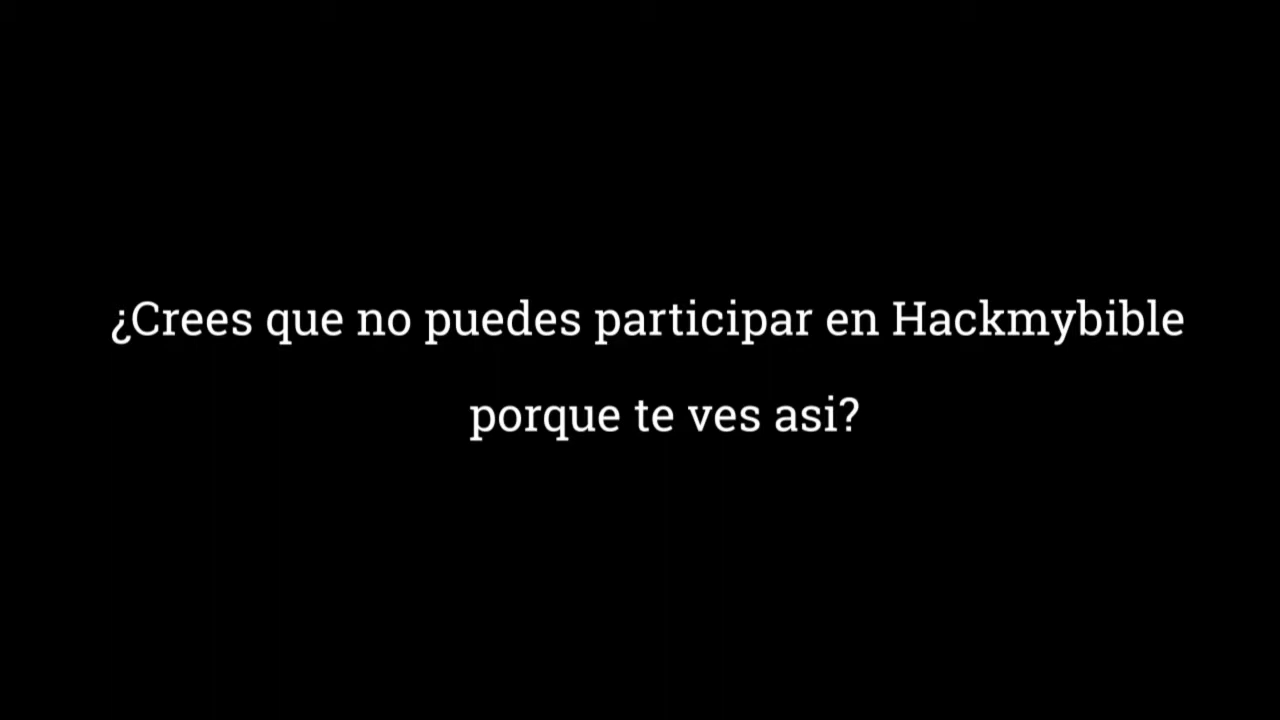 ¿Crees que no puedes participar en Hackmybible
porque te ves asi?